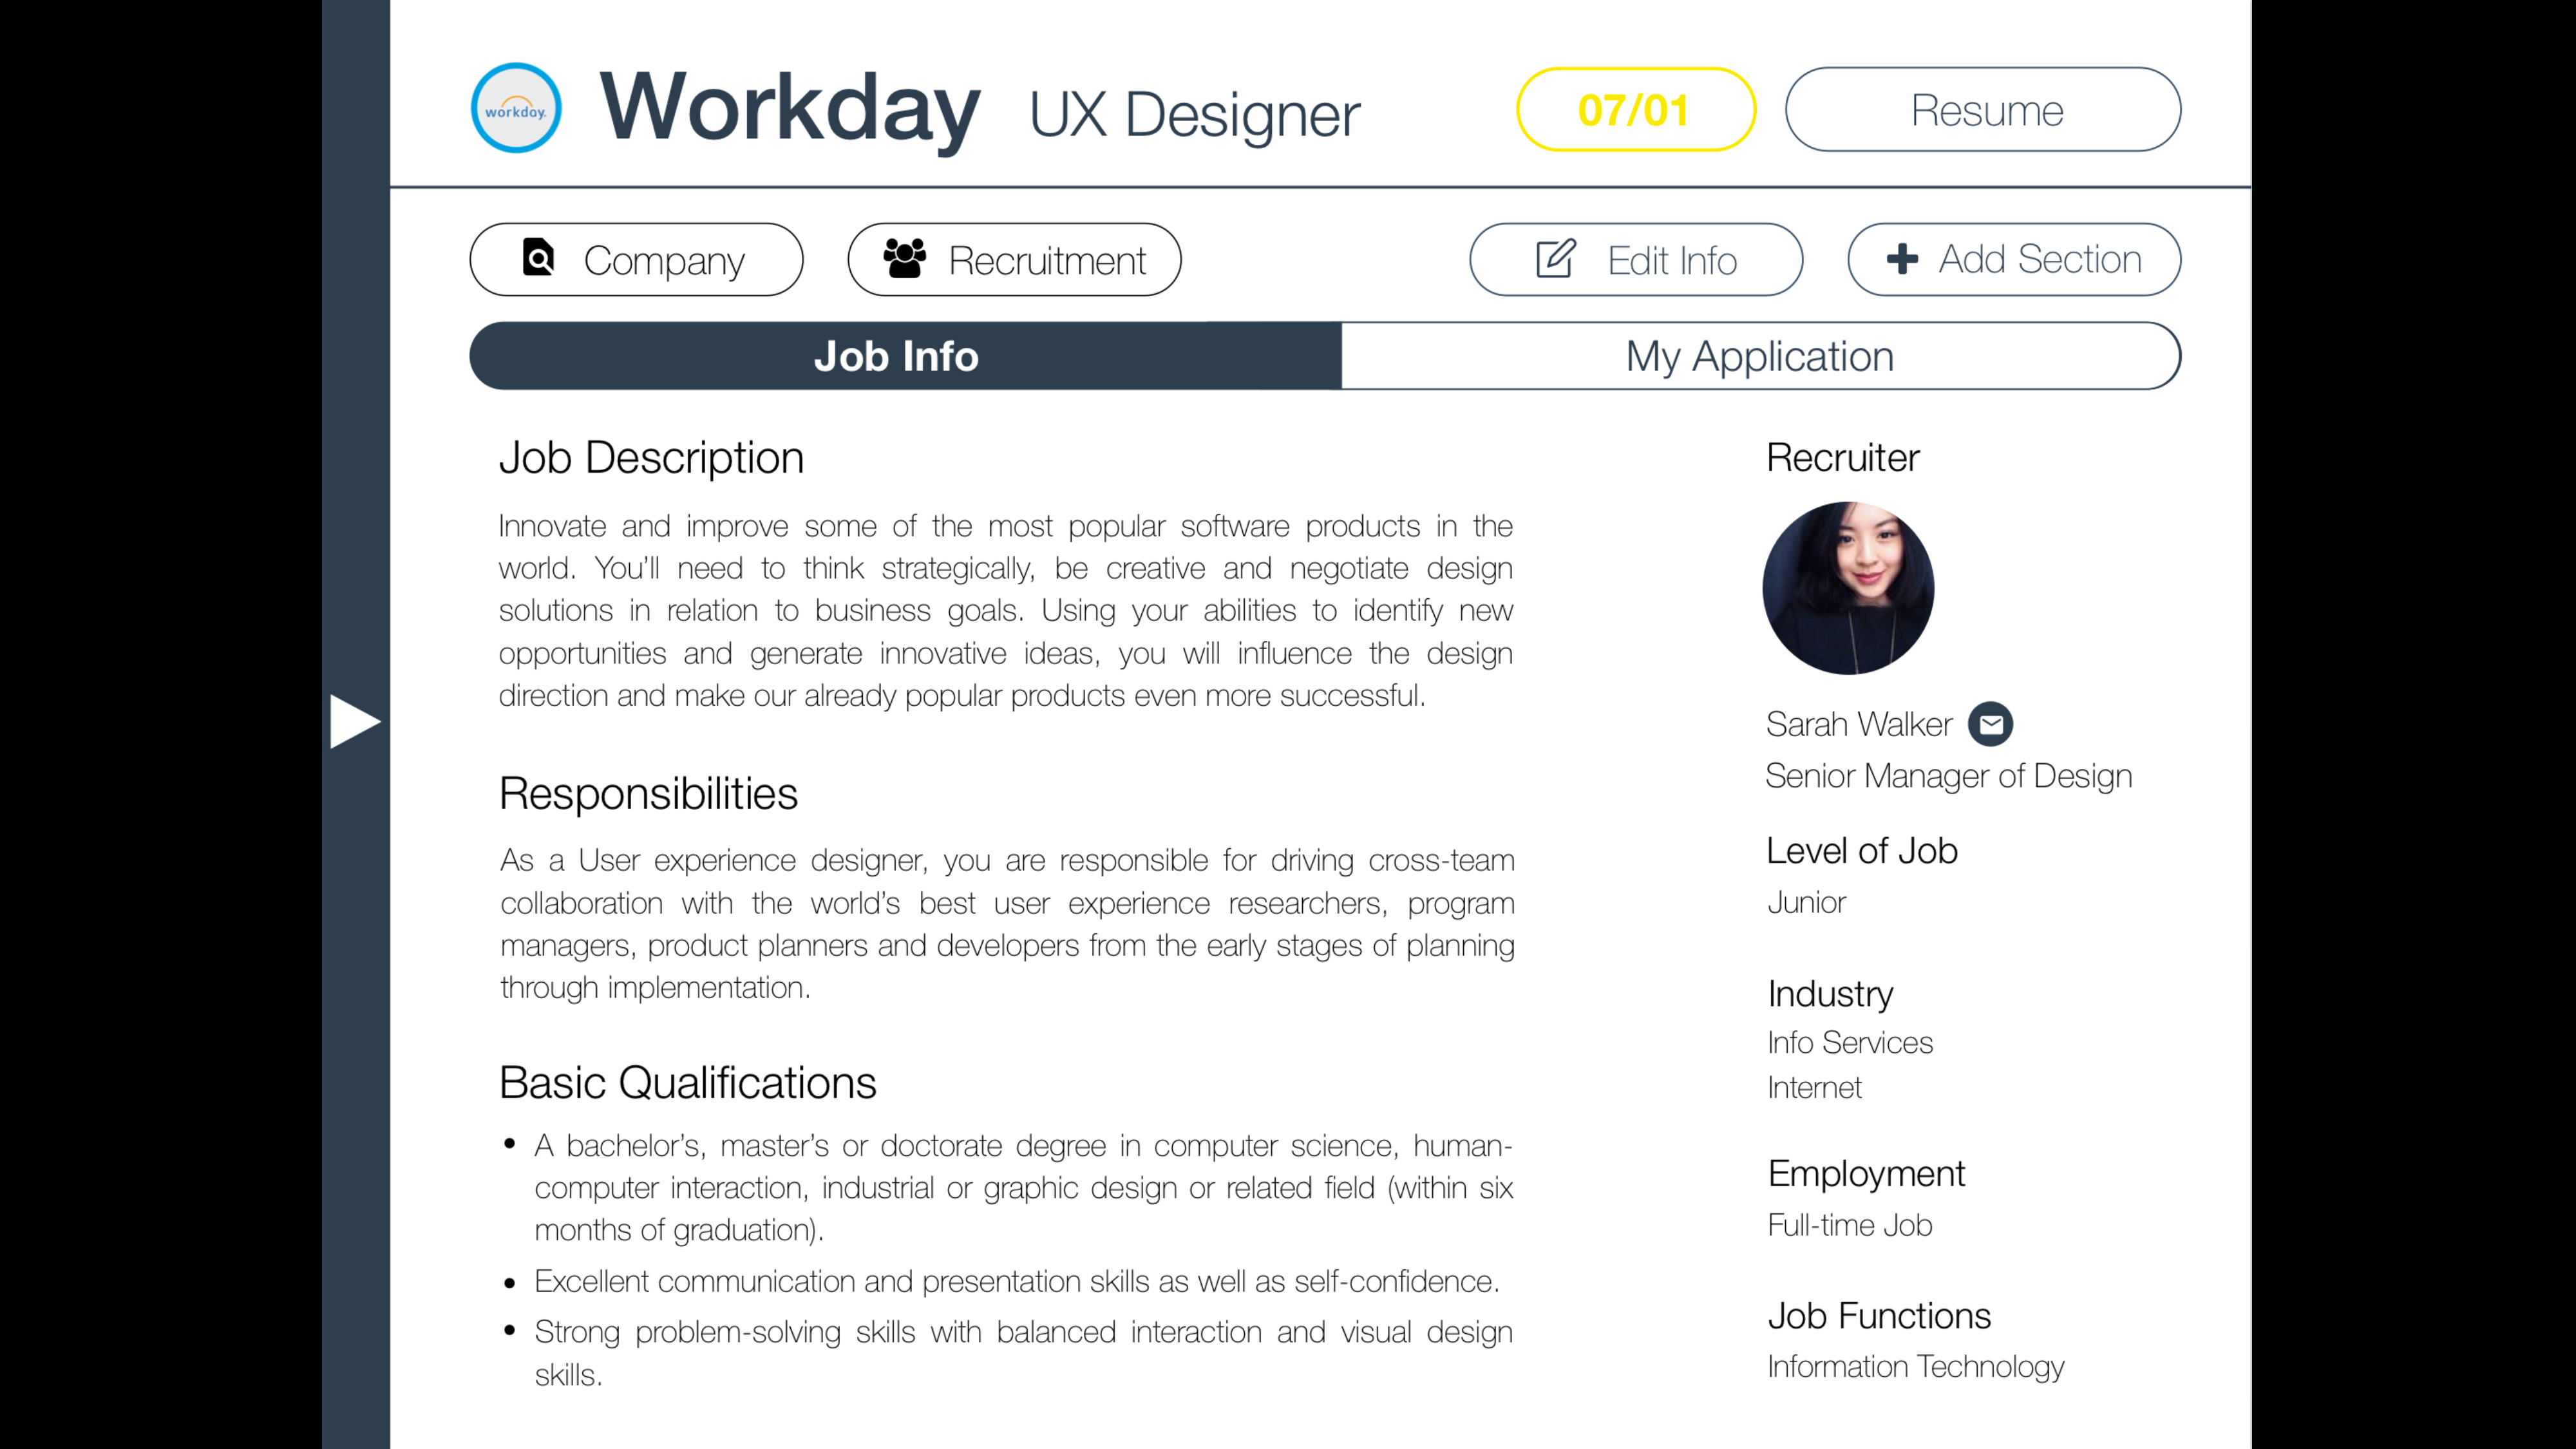 workday.
Workday UX Designer
07/01
Resume
Company
Recruitment
Edit Info
Add Section
Job Info
My Application
Job Description
Innovate and improve some of the most popular software products in the
world. You'll need to think strategically, be creative and negotiate design
solutions in relation to business goals. Using your abilities to identify new
opportunities and generate innovative ideas, you will influence the design
direction and make our already popular products even more successful.
Responsibilities
As a User experience designer, you are responsible for driving cross-team
collaboration with the world's best user experience researchers, program
managers, product planners and developers from the early stages of planning
through implementation.
Basic Qualifications
• A bachelor's, master's or doctorate degree in computer science, human-
computer interaction, industrial or graphic design or related field (within six
months of graduation).
• Excellent communication and presentation skills as well as self-confidence.
• Strong problem-solving skills with balanced interaction and visual design
skills.
Recruiter
Sarah Walker
Senior Manager of Design
Level of Job
Junior
Industry
Info Services
Internet
Employment
Full-time Job
Job Functions
Information Technology